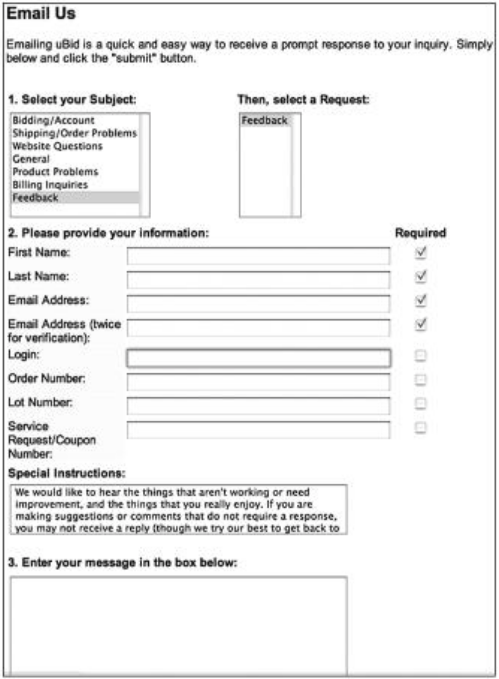 Email Us
Emailing uBid is a quick and easy way to receive a prompt response to your inquiry. Simply
below and click the "submit" button.
1. Select your Subject:
Then, select a Request:
Bidding/Account
Shipping/Order Problems
Website Questions
General
Product Problems
Billing Inquiries
Feedback
Feedback
2. Please provide your information:
Required
First Name:
Last Name:
Email Address:
Email Address (twice
for verification):
Login:
Order Number:
Lot Number:
Service
Request/Coupon
Number:
Special Instructions:
We would like to hear the things that aren't working or need
improvement, and the things that you really enjoy. If you are
making suggestions or comments that do not require a response,
you may not receive a reply (though we try our best to get back to
3. Enter your message in the box below: